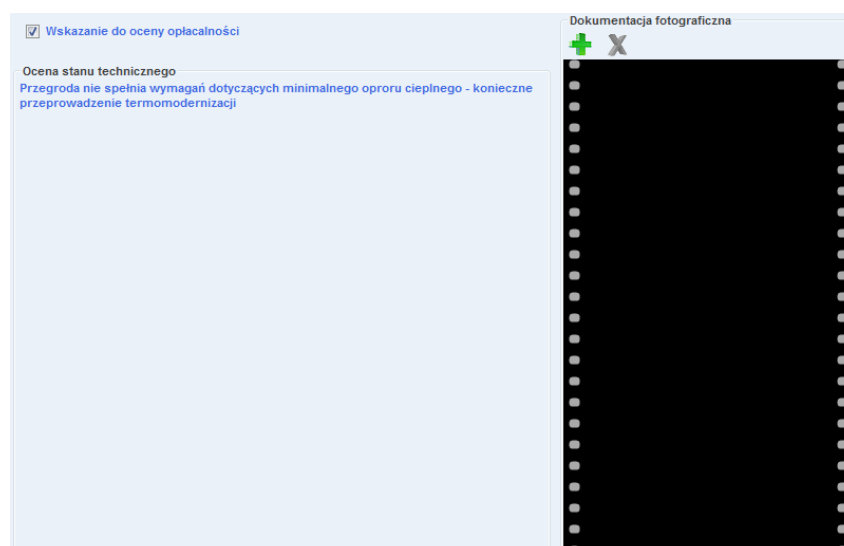 Wskazanie do oceny opłacalności
Dokumentacja fotograficzna
Ocena stanu technicznego
Przegroda nie spełnia wymagań dotyczących minimalnego oproru cieplnego - konieczne
przeprowadzenie termomodernizacji